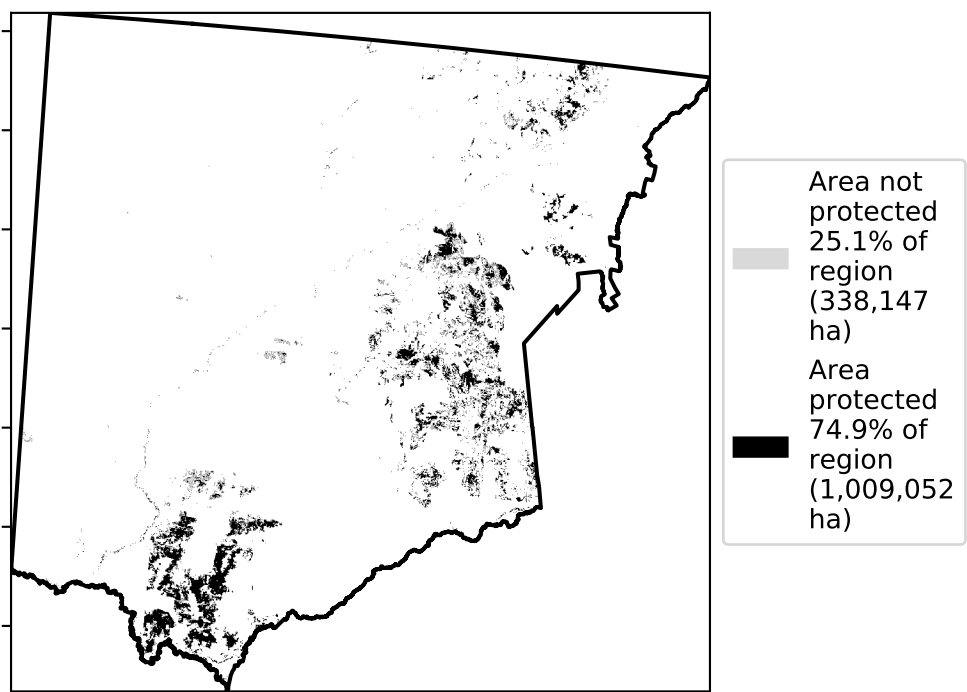 Area not
protected
25.1% of
region
(338,147
ha)
Area
protected
74.9% of
region
(1,009,052
ha)